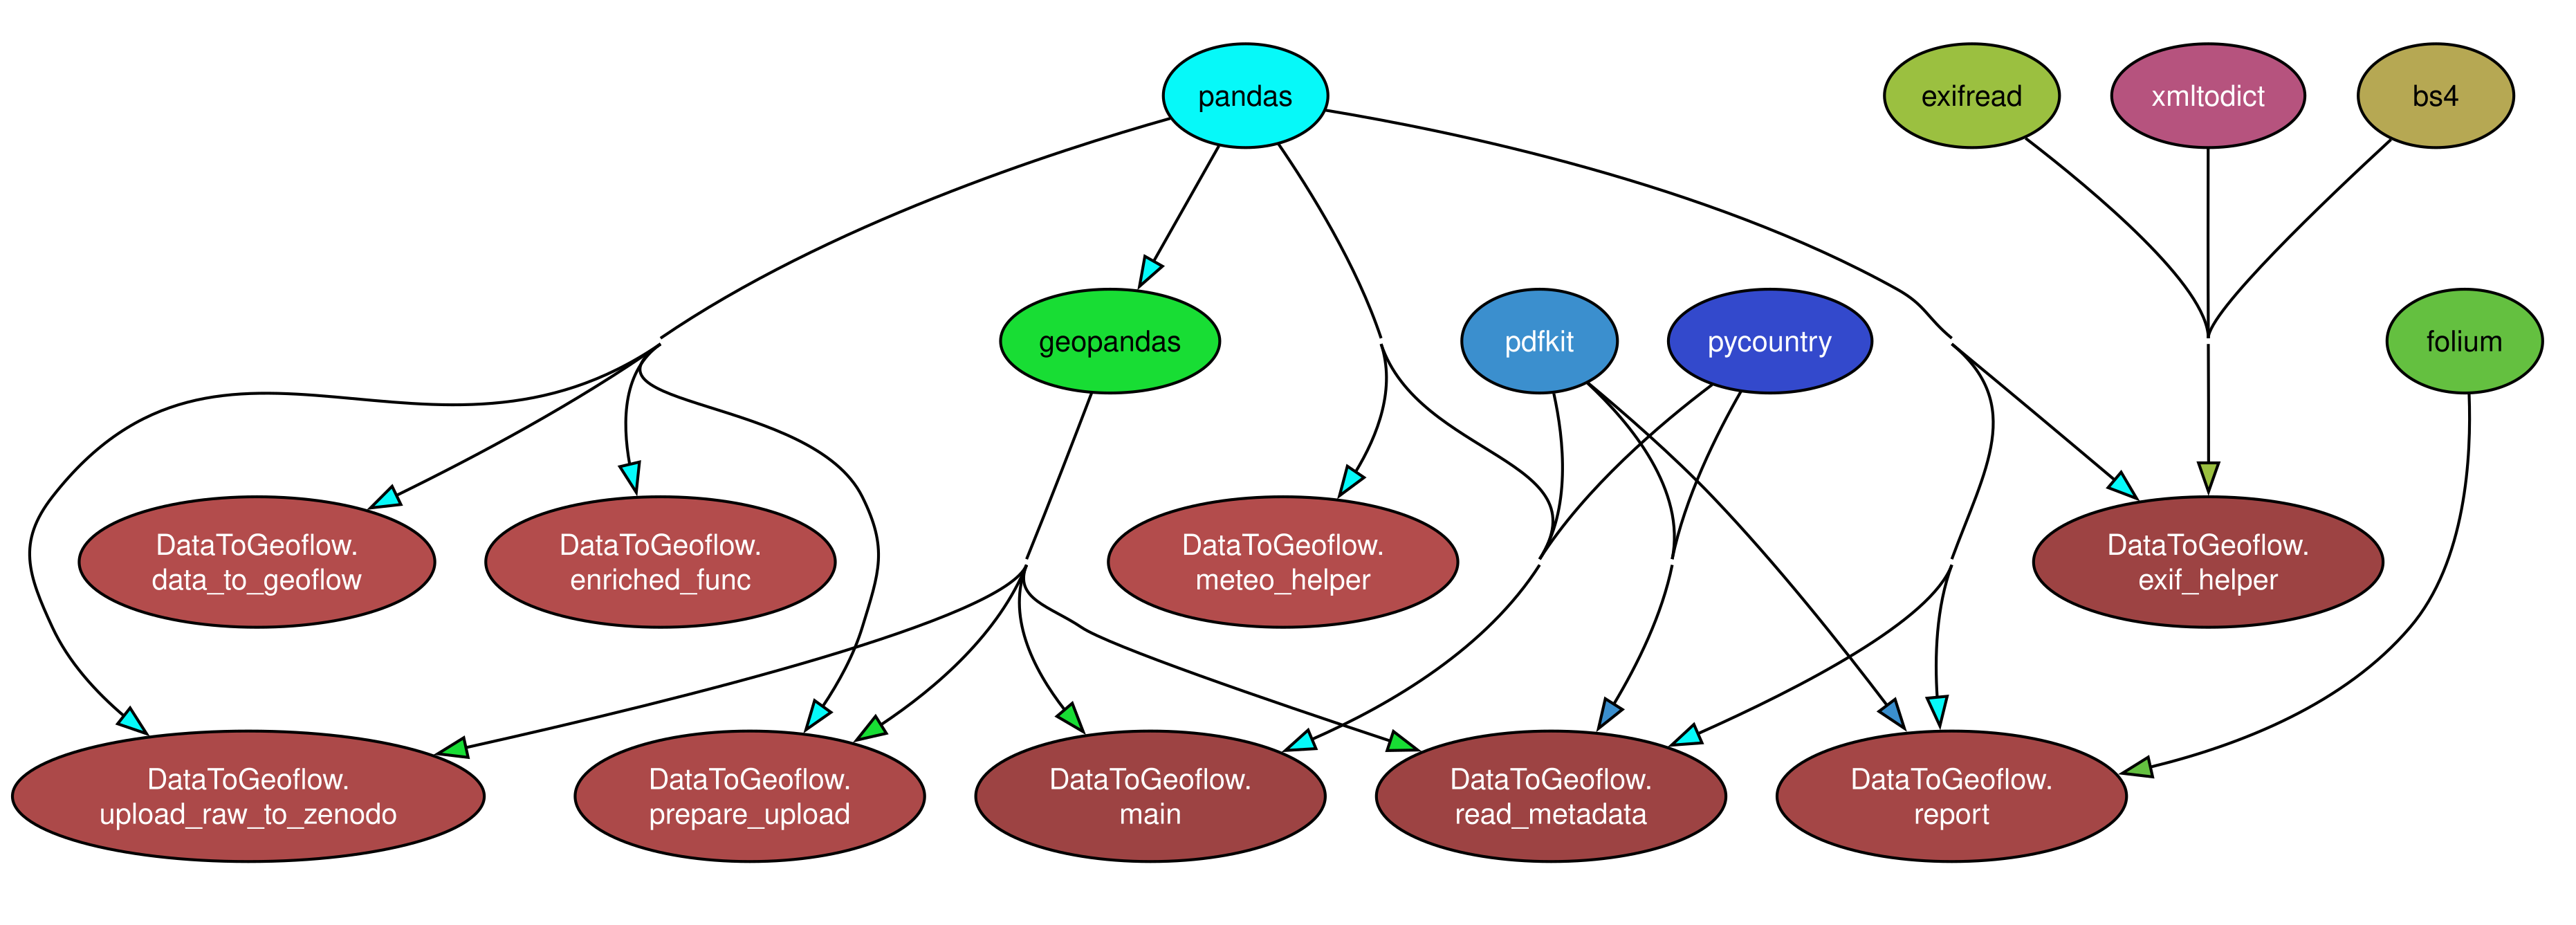 pandas
exifread
xmltodict
bs4
geopandas
pdfkit
pycountry
folium
DataToGeoflow.
data_to_geoflow
DataToGeoflow.
enriched_func
DataToGeoflow.
meteo_helper
DataToGeoflow.
exif_helper
DataToGeoflow.
upload_raw_to_zenodo
DataToGeoflow.
prepare_upload
DataToGeoflow.
main
DataToGeoflow.
read_metadata
DataToGeoflow.
report